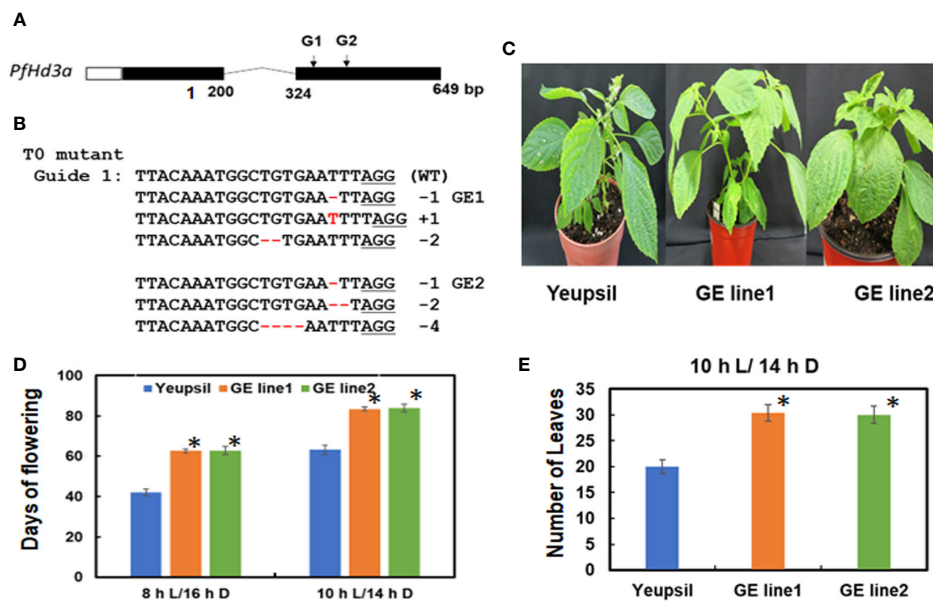 A
G1 G2
PfHd3a
1 200 324 649 bp
B
T0 mutant
Guide 1: TTACAAATGGCTGTGAATTTAGG (WT)
TTACAAATGGCTGTGAA-TTAGG -1 GE1
TTACAAATGGCTGTGAATTTTAGG +1
TTACAAATGGC--TGAATTTAGG -2
TTACAAATGGCTGTGAA-TTAGG -1 GE2
TTACAAATGGCTGTGAA--TAGG -2
TTACAAATGGC----AATTTAGG -4
C
Yeupsil GE line1 GE line2
D
Days of flowering
100
80
60
40
20
0
Yeupsil GE line1 GE line2
* * * *
8 h L/16 h D 10 h L/14 h D
E
10 h L/ 14 h D
Number of Leaves
35
30
25
20
15
10
5
0
* *
Yeupsil GE line1 GE line2